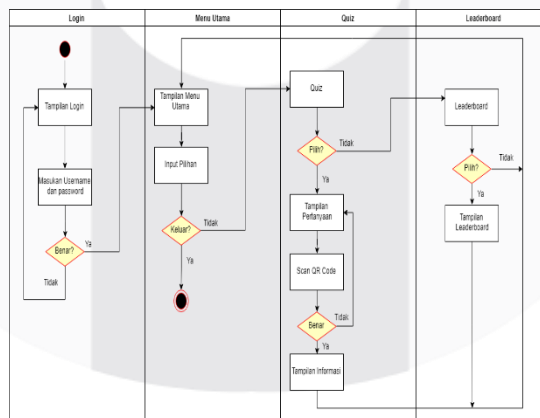 Login
Menu Utama
Quiz
Leaderboard
Tampilan Login
Masukan Username
dan password
Benar?
Ya
Tidak
Tampilan Menu
Utama
Input Pilihan
Keluar?
Tidak
Ya
Quiz
Pilih?
Tidak
Ya
Tampilan
Pertanyaan
Scan QR Code
Benar
Tidak
Ya
Tampilan Informasi
Leaderboard
Pilih?
Tidak
Ya
Tampilan
Leaderboard